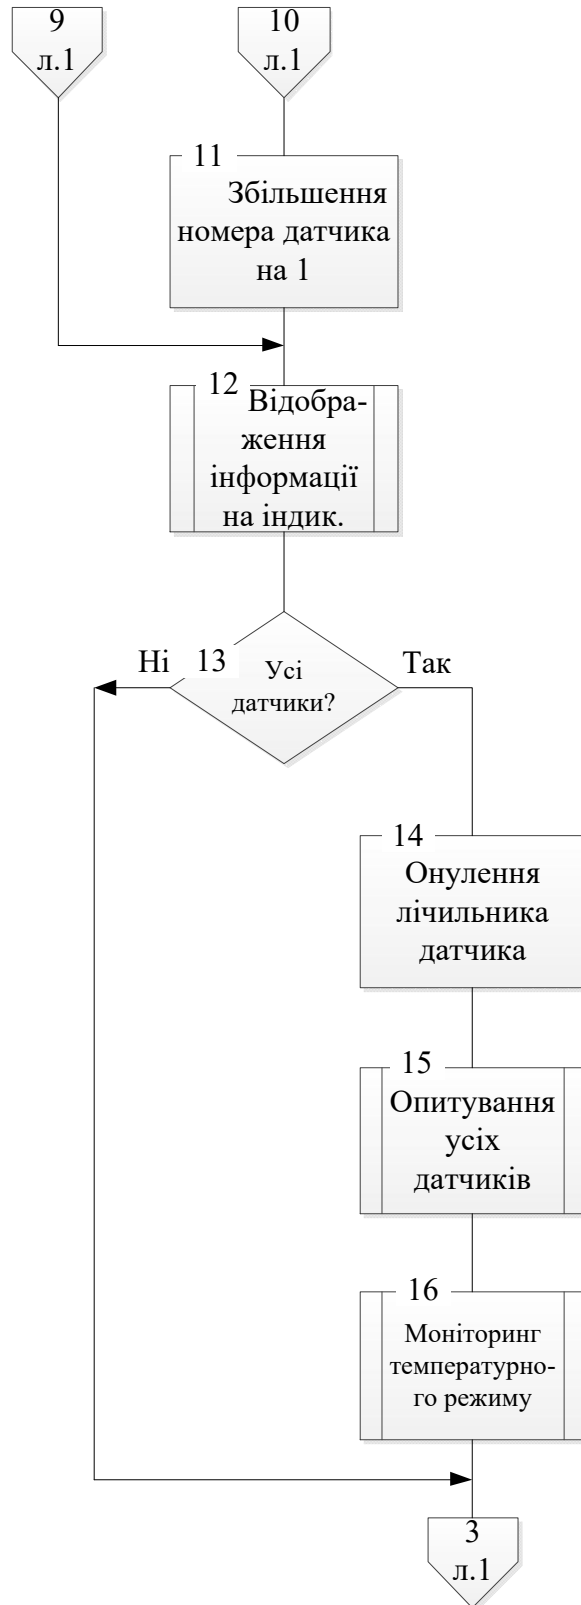 9
л.1
10
л.1
11
Збільшення
номера датчика
на 1
12
Відобра-
ження
інформації
на індик.
Ні
13
Усі
датчики?
Так
14
Онулення
лічильника
датчика
15
Опитування
усіх
датчиків
16
Моніторинг
температурно-
го режиму
3
л.1